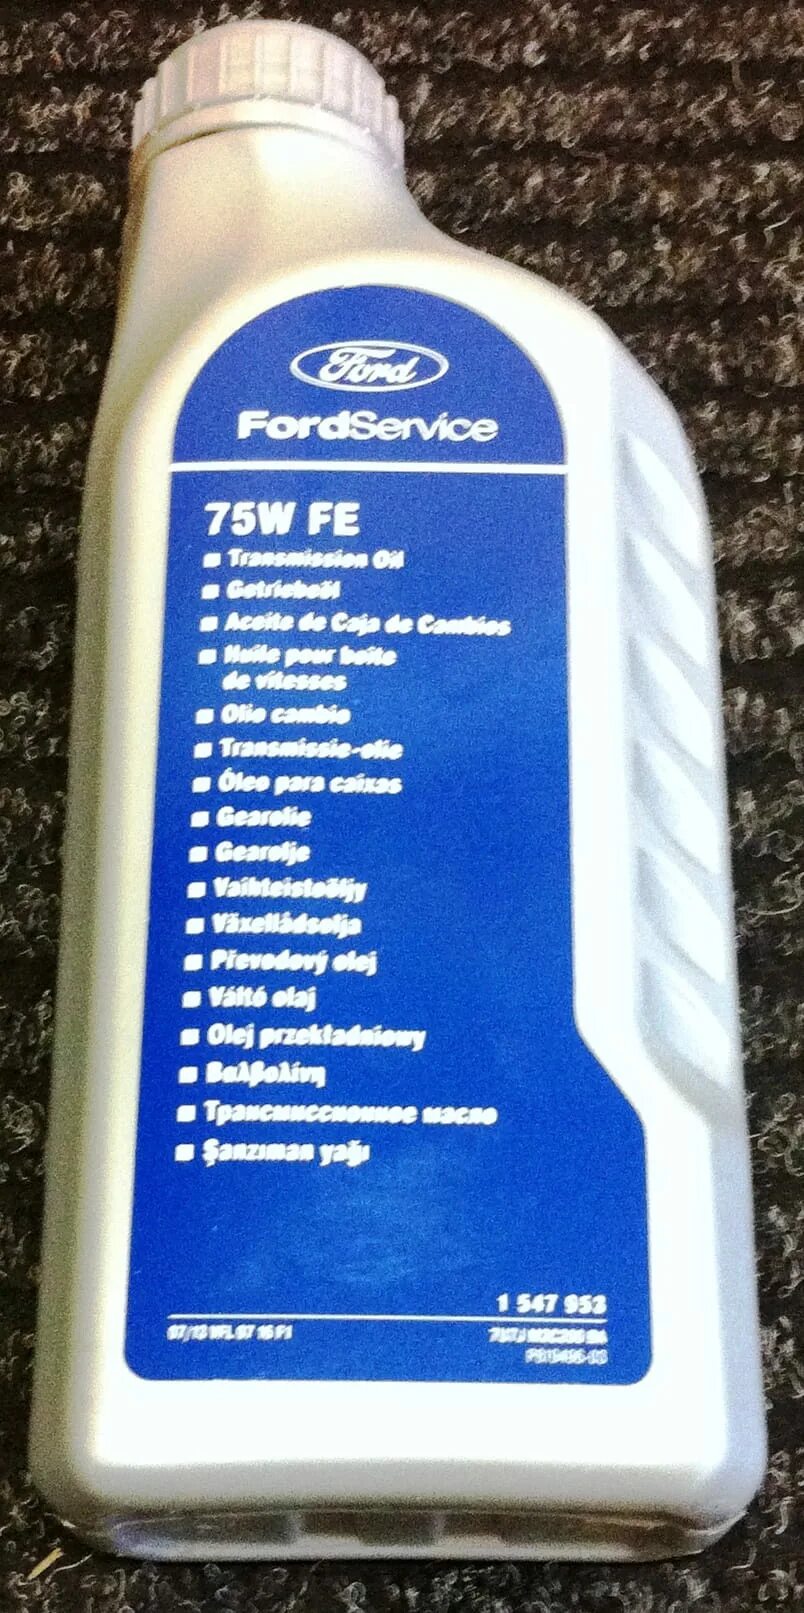 Ford
FordService
75W FE
Transmission Oil
Getriebeöl
Aceite de Caja de Cambios
Huile pour boîte
de vitesses
Olio cambio
Transmissie-olie
Óleo para caixas
Gearolie
Gearolje
Vaihteistoöljy
Växellådsolja
Převodový olej
Váltó olaj
Olej przekładniowy
Βαλβολίνη
Трансмиссионное масло
Şanzıman yağı
1 547 953